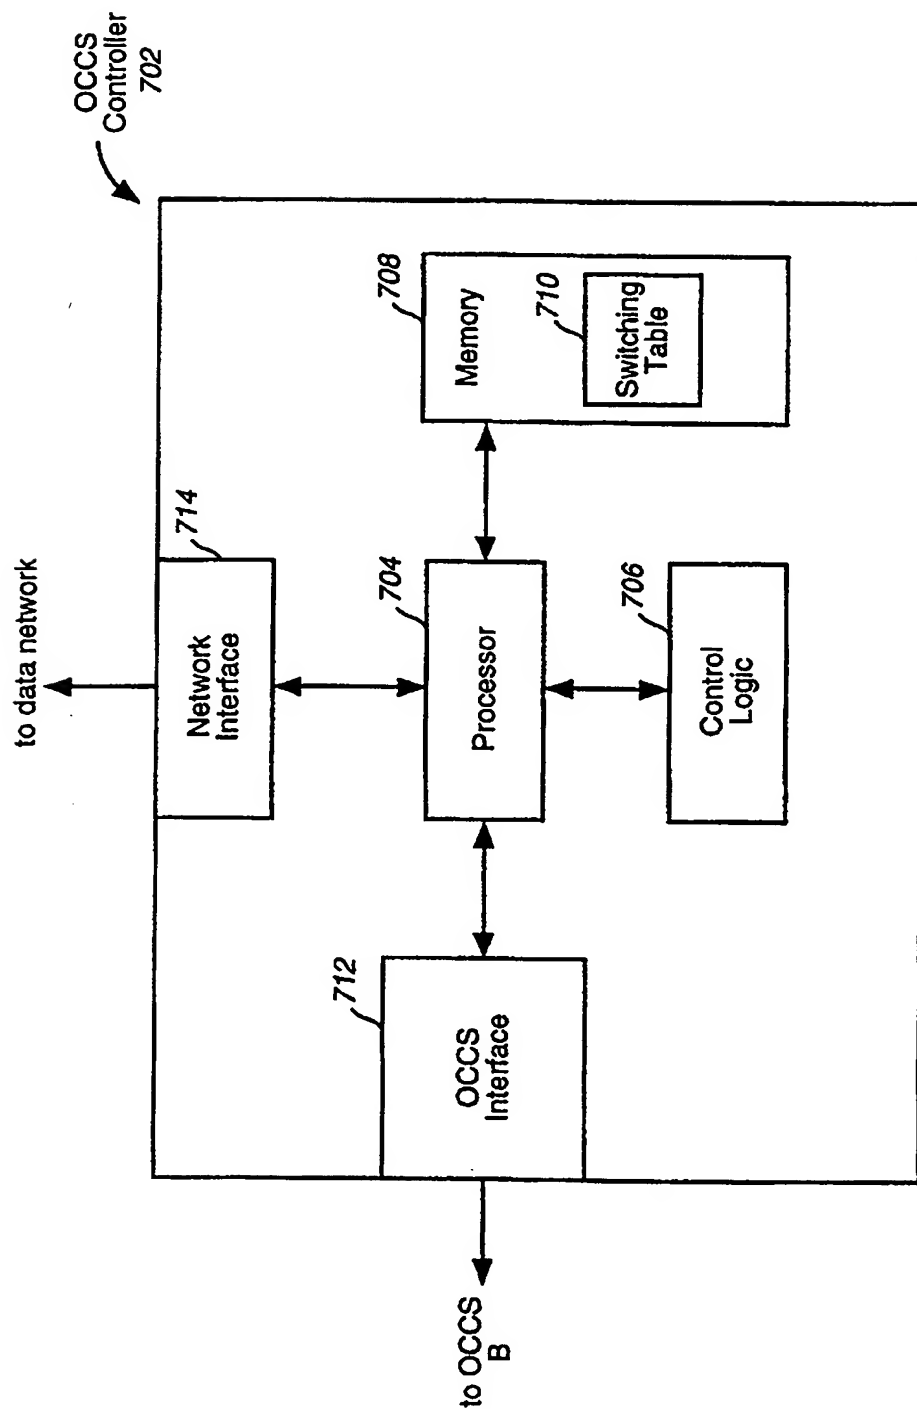 OCCS
Controller
702
to data network
714
Network
Interface
704
Processor
708
Memory
710
Switching
Table
706
Control
Logic
712
OCCS
Interface
to OCCS
B